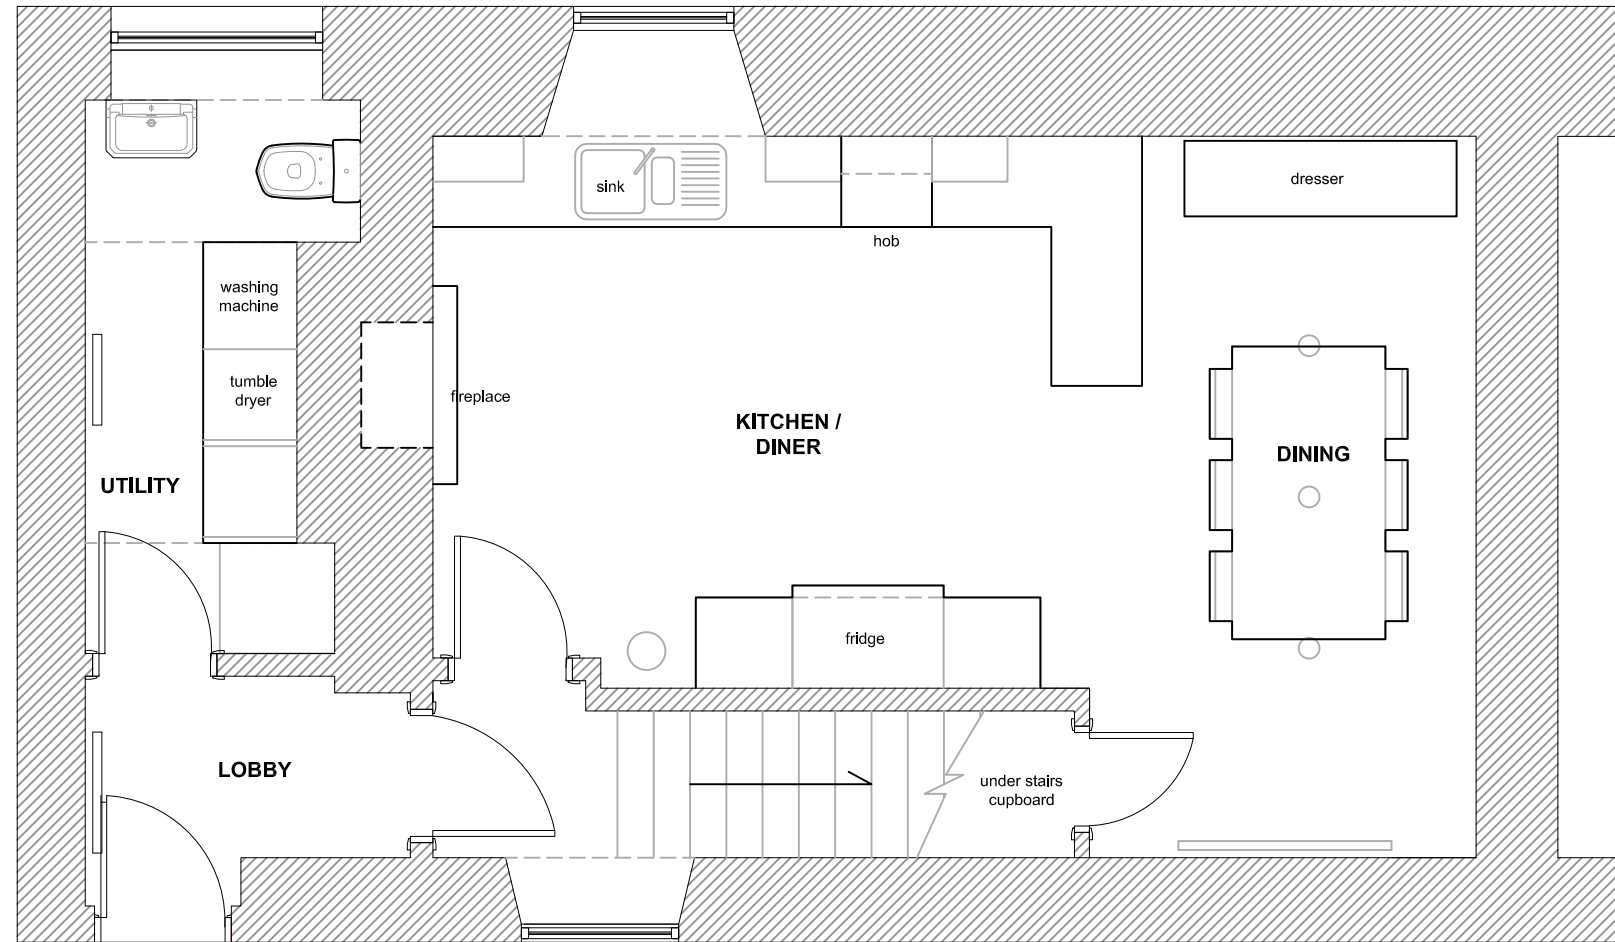 sink
dresser
hob
washing
machine
tumble
dryer
fireplace
KITCHEN /
DINER
DINING
UTILITY
fridge
LOBBY
under stairs
cupboard